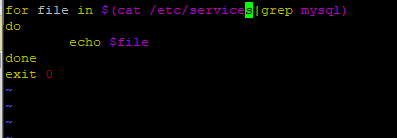 for file in $(cat /etc/services|grep mysql)
do
        echo $file
done
exit 0
~
~
~
~